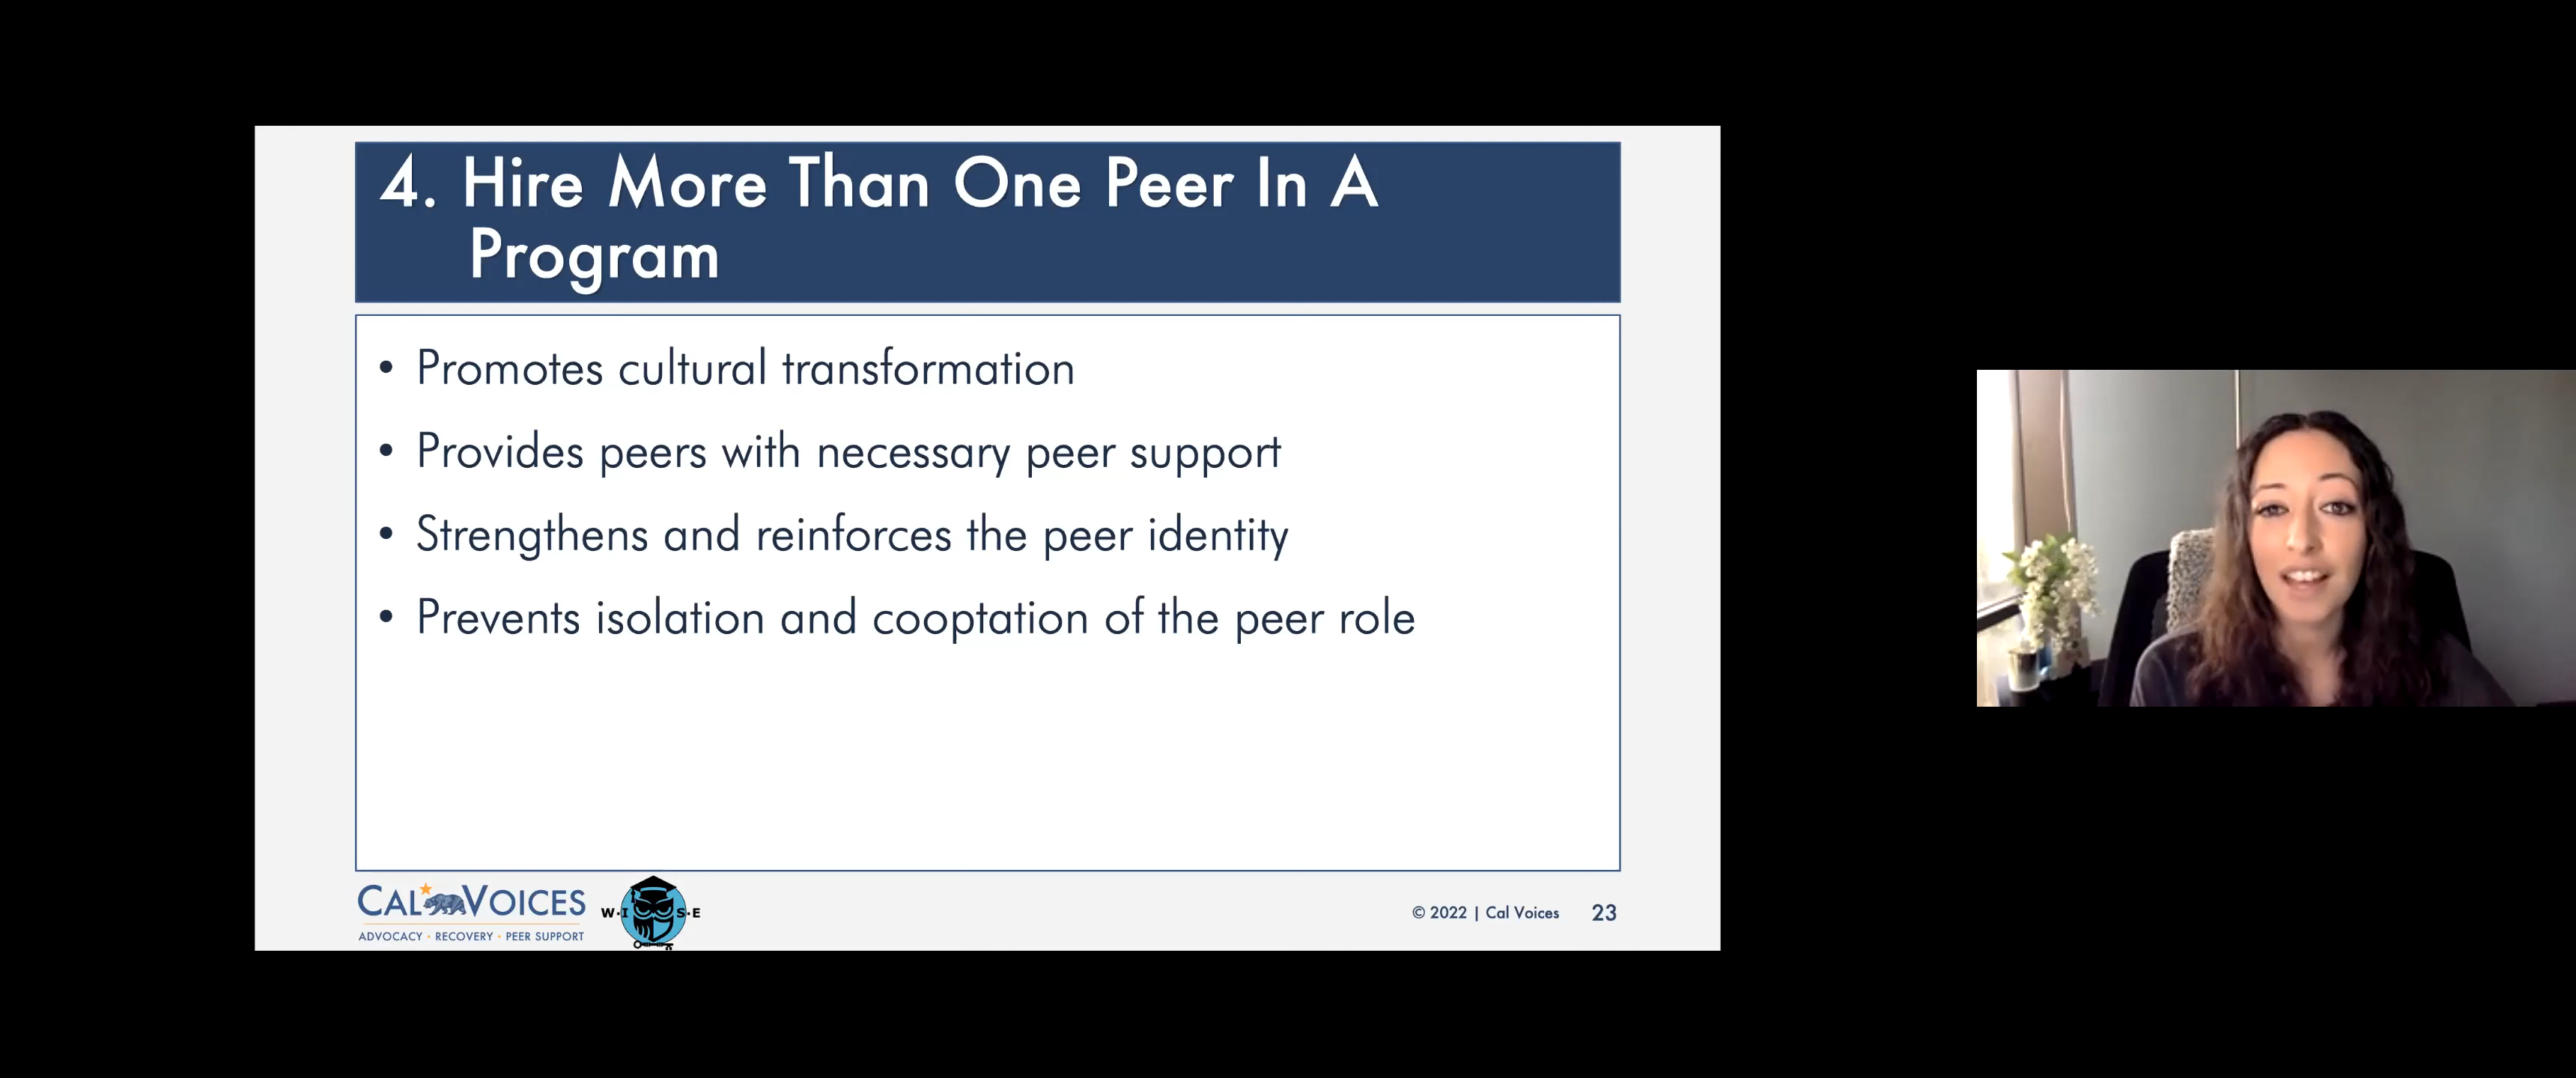 4. Hire More Than One Peer In A
Program
• Promotes cultural transformation
• Provides peers with necessary peer support
• Strengthens and reinforces the peer identity
• Prevents isolation and cooptation of the peer role
CAL VOICES
ADVOCACY · RECOVERY · PEER SUPPORT
W·I S·E
© 2022 | Cal Voices 23